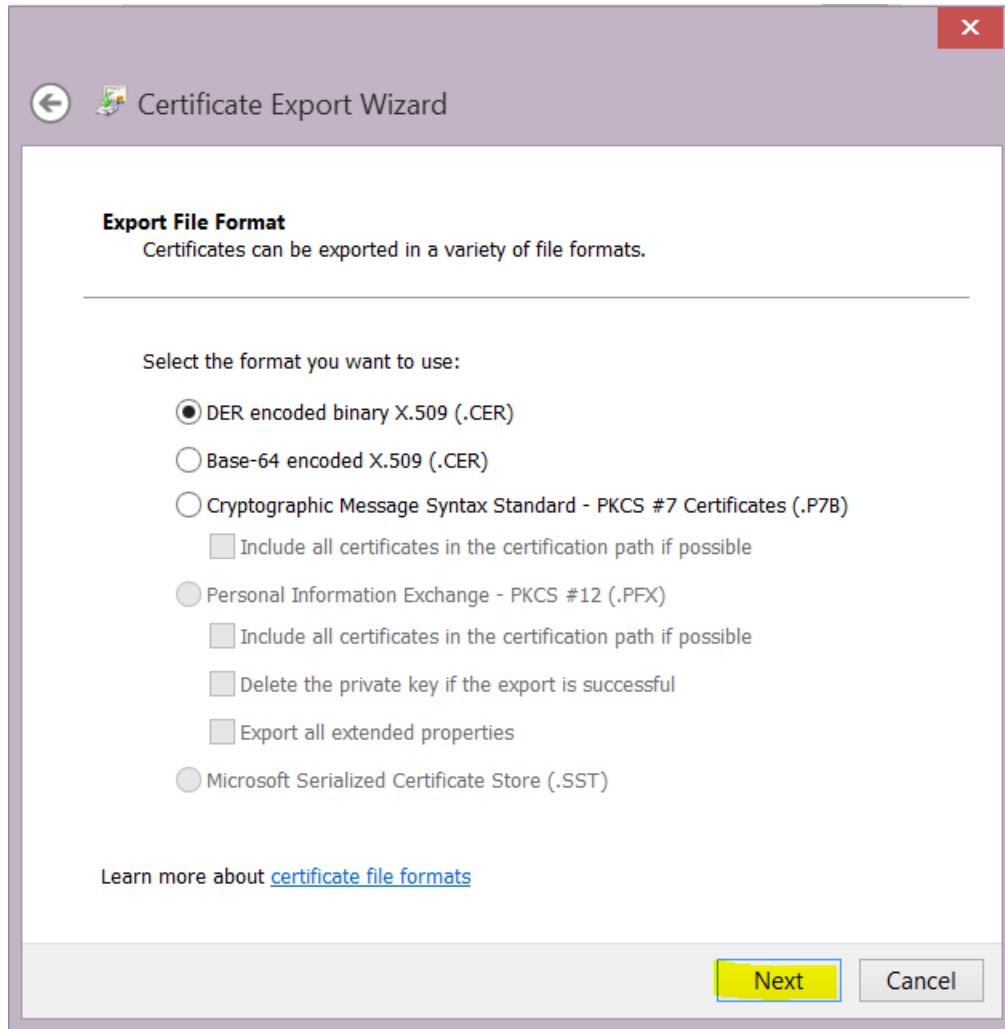 Certificate Export Wizard
Export File Format
Certificates can be exported in a variety of file formats.
Select the format you want to use:
DER encoded binary X.509 (.CER)
Base-64 encoded X.509 (.CER)
Cryptographic Message Syntax Standard - PKCS #7 Certificates (.P7B)
Include all certificates in the certification path if possible
Personal Information Exchange - PKCS #12 (.PFX)
Include all certificates in the certification path if possible
Delete the private key if the export is successful
Export all extended properties
Microsoft Serialized Certificate Store (.SST)
Learn more about certificate file formats
Next Cancel